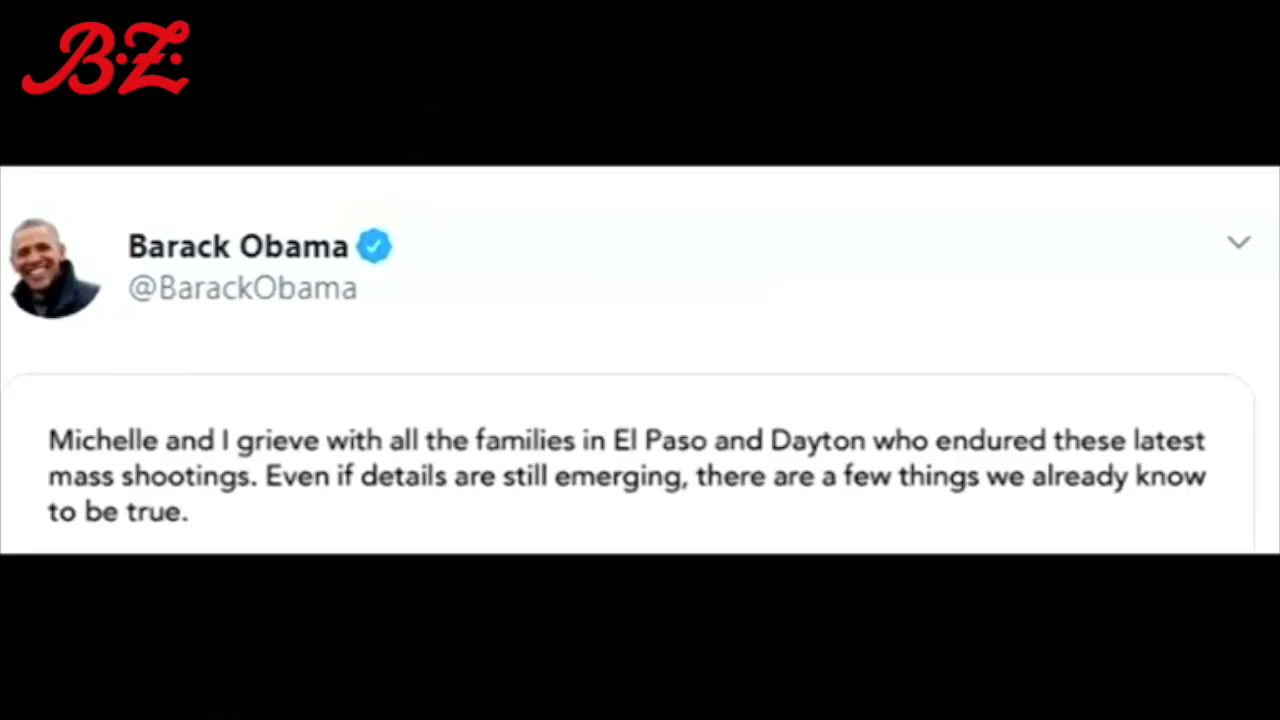 B.Z.
Barack Obama
@BarackObama
Michelle and I grieve with all the families in El Paso and Dayton who endured these latest
mass shootings. Even if details are still emerging, there are a few things we already know
to be true.